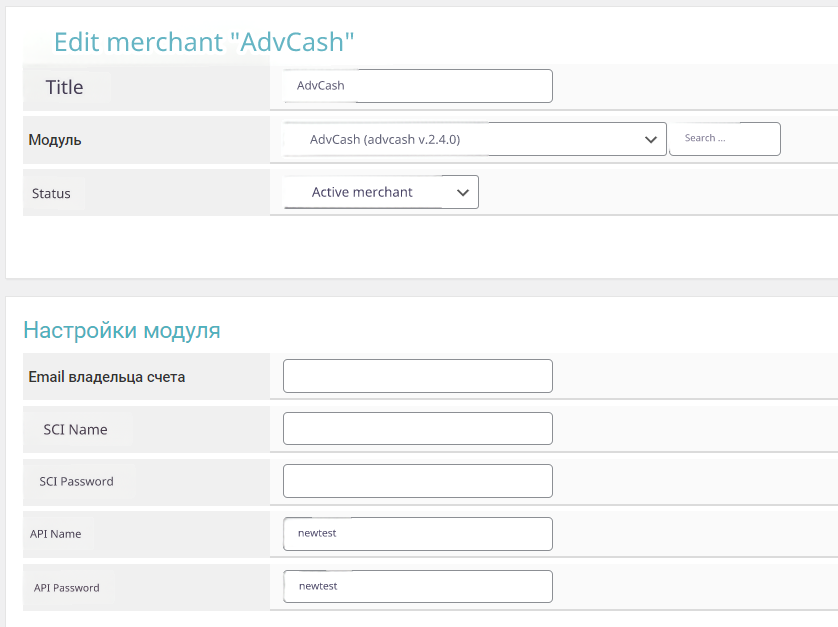 Edit merchant "AdvCash"
Title AdvCash
Модуль AdvCash (advcash v.2.4.0) Search ...
Status Active merchant
Настройки модуля
Email владельца счета
SCI Name
SCI Password
API Name newtest
API Password newtest